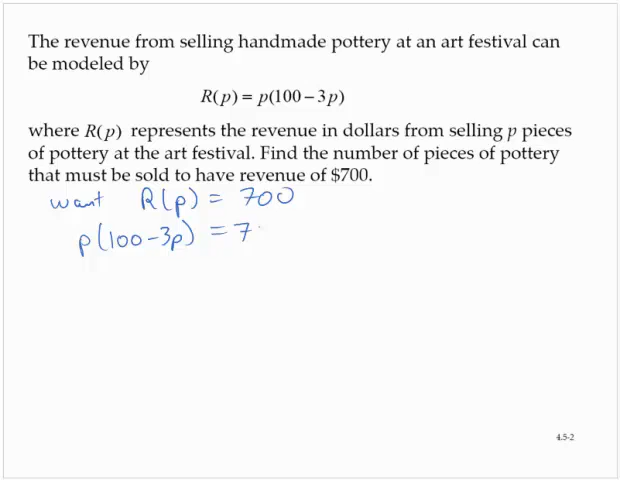 The revenue from selling handmade pottery at an art festival can
be modeled by
R(p) = p(100 − 3p)
where R(p) represents the revenue in dollars from selling p pieces
of pottery at the art festival. Find the number of pieces of pottery
that must be sold to have revenue of $700.
want R(p) = 700
p(100 − 3p) = 7
4.5-2